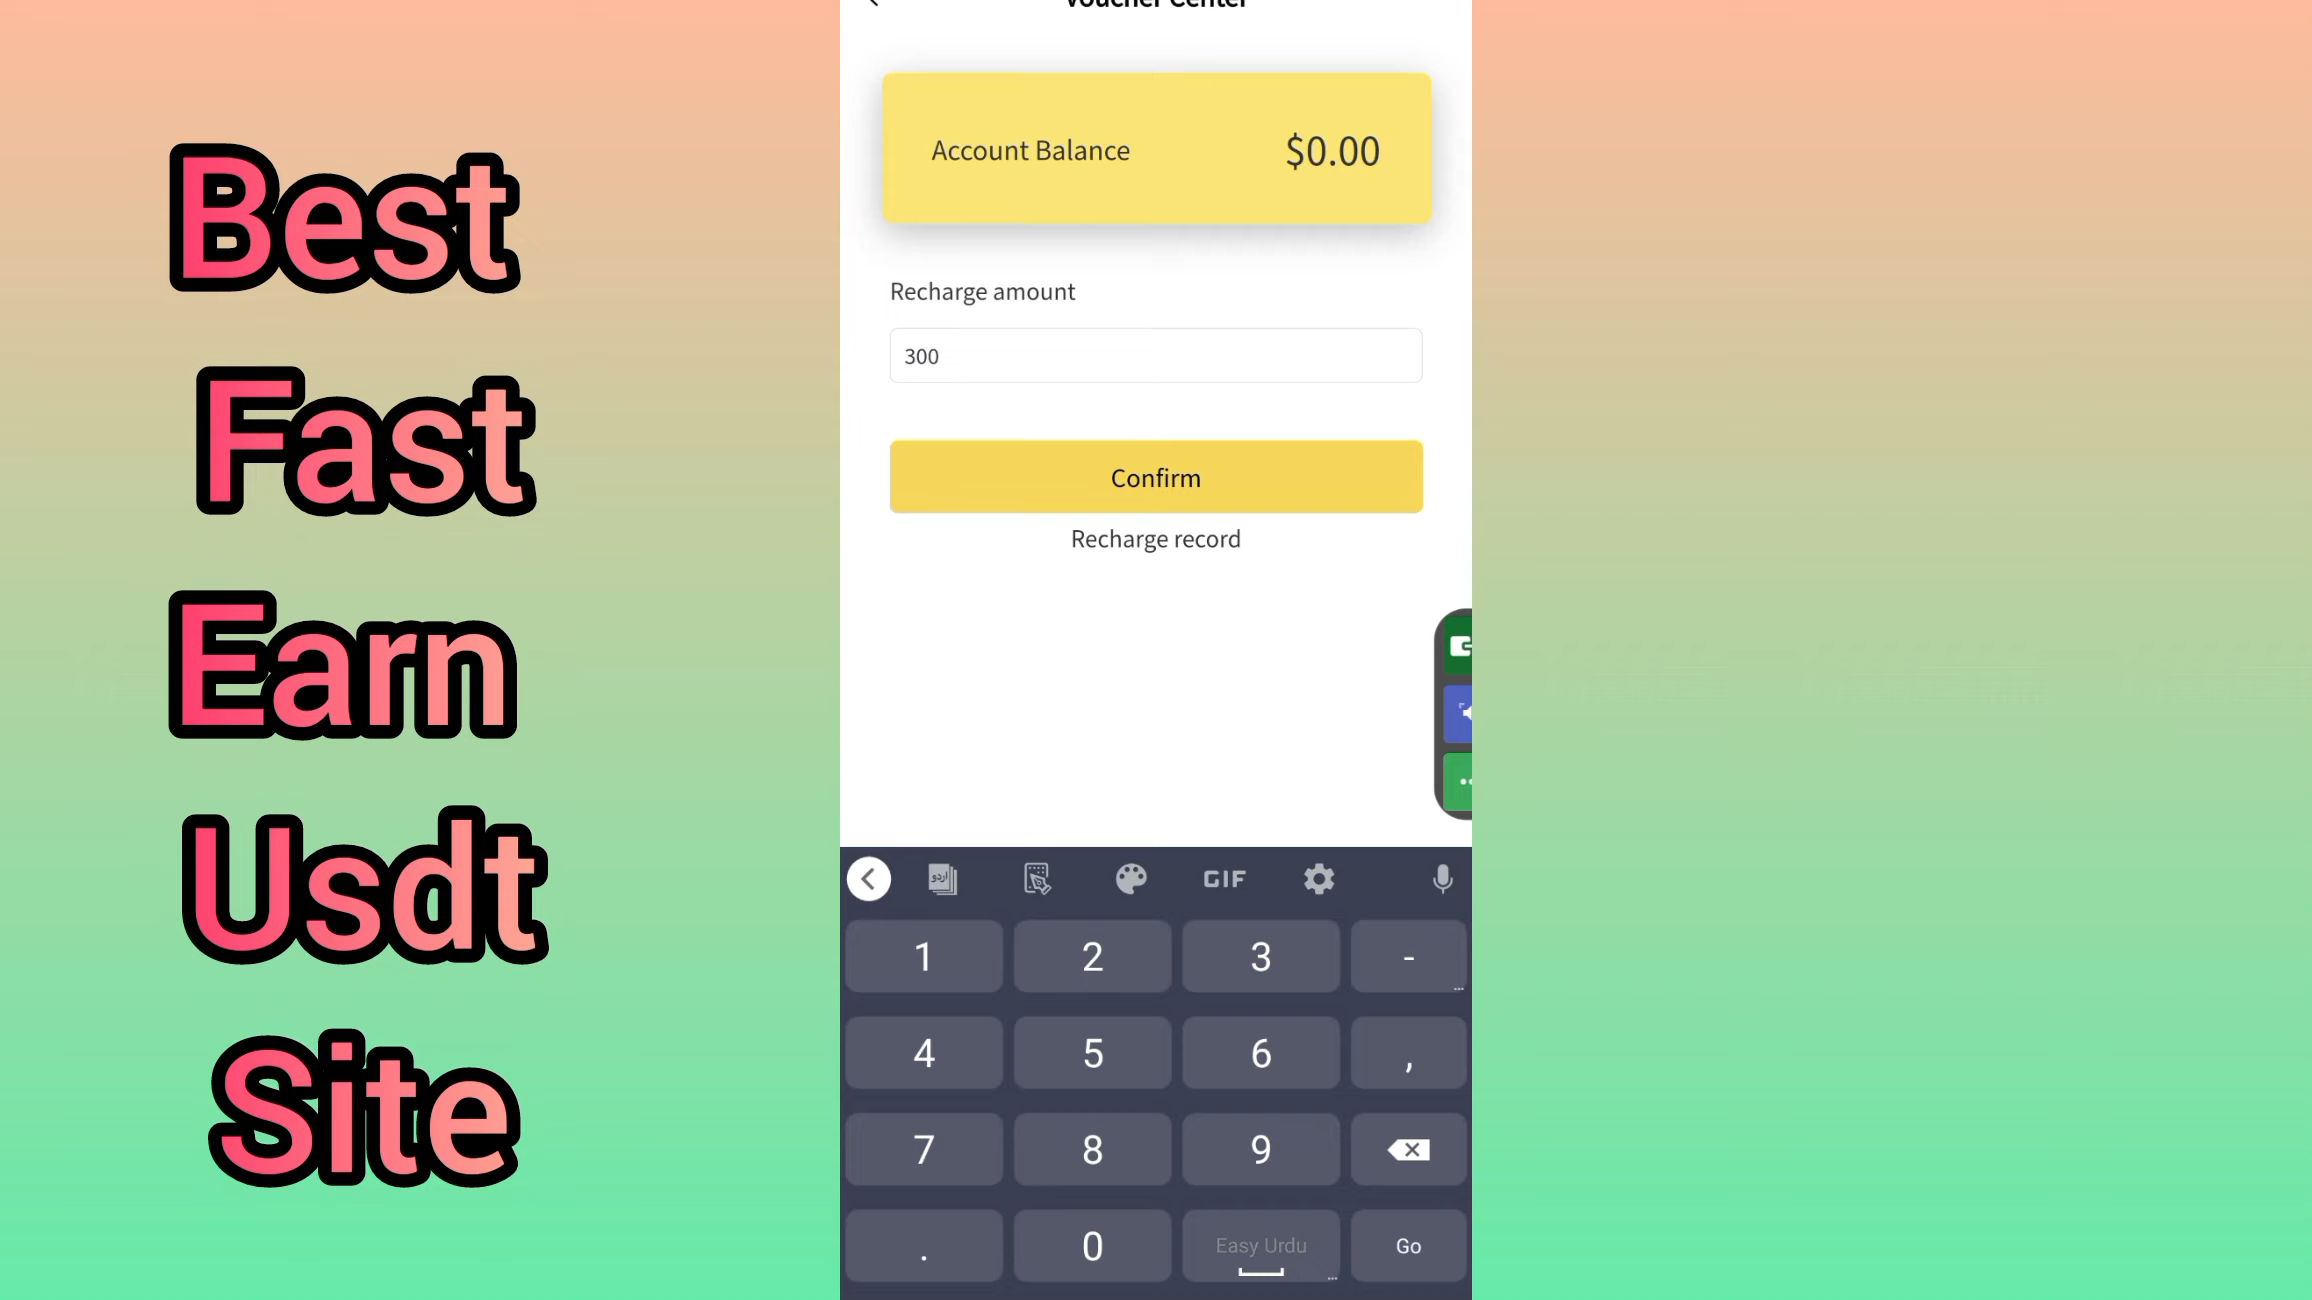 Voucher Center
Best
Fast
Earn
Usdt
Site
Account Balance
$0.00
Recharge amount
300
Confirm
Recharge record
اردو
GIF
1 2 3 -
4 5 6 ,
7 8 9
. 0 Easy Urdu Go